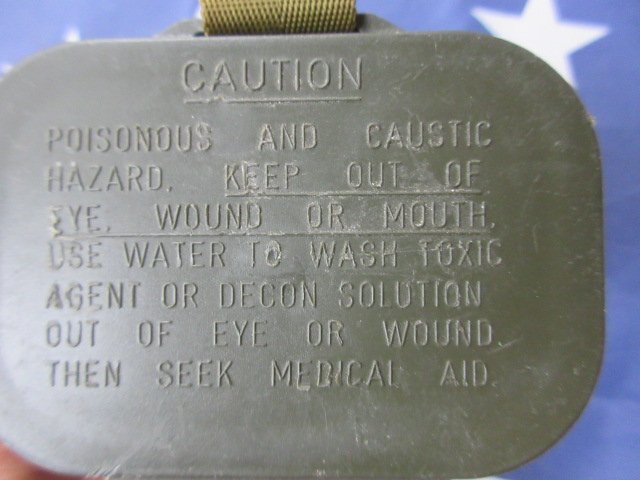 CAUTION
POISONOUS AND CAUSTIC
HAZARD. KEEP OUT OF
EYE, WOUND OR MOUTH.
USE WATER TO WASH TOXIC
AGENT OR DECON SOLUTION
OUT OF EYE OR WOUND.
THEN SEEK MEDICAL AID.